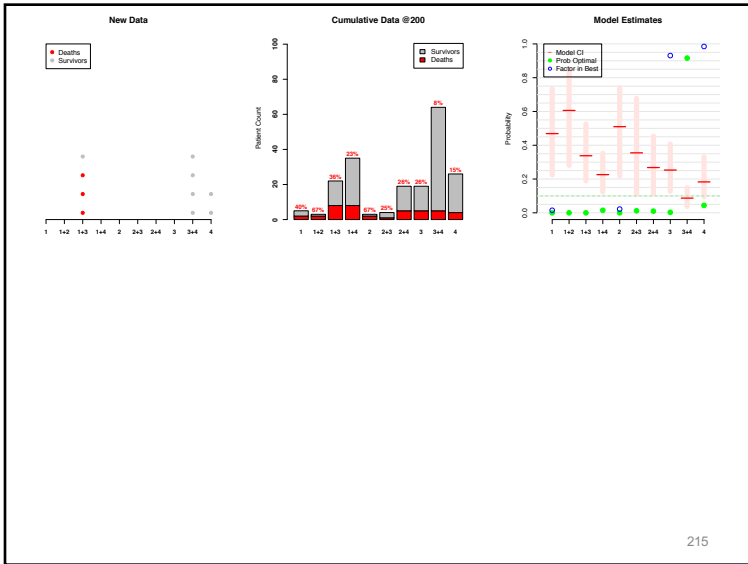 New Data
Deaths
Survivors
1 1+2 1+3 1+4 2 2+3 2+4 3 3+4 4
Cumulative Data @200
Patient Count
100
80
60
40
20
0
Survivors
Deaths
40% 67% 36% 23% 67% 25% 26% 26% 8% 15%
1 1+2 1+3 1+4 2 2+3 2+4 3 3+4 4
Model Estimates
Probability
1.0
0.8
0.6
0.4
0.2
0.0
Model CI
Prob Optimal
Factor in Best
1 1+2 1+3 1+4 2 2+3 2+4 3 3+4 4
215